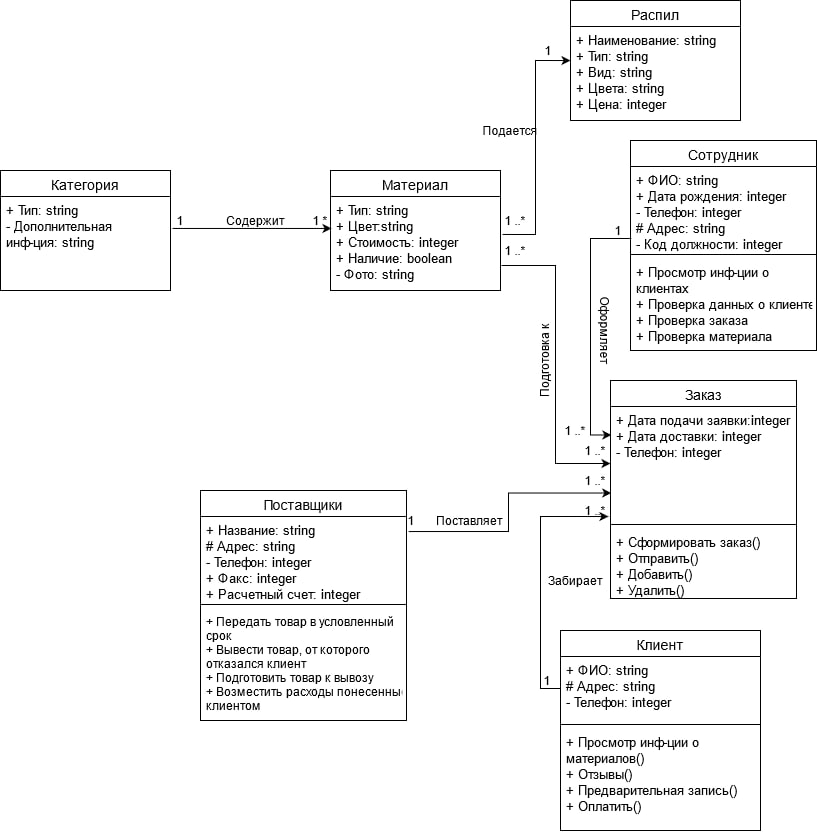 Распил
+ Наименование: string
+ Тип: string
+ Вид: string
+ Цвета: string
+ Цена: integer
1
Подается
Сотрудник
+ ФИО: string
+ Дата рождения: integer
- Телефон: integer
# Адрес: string
- Код должности: integer
+ Просмотр инф-ции о
клиентах
+ Проверка данных о клиенте
+ Проверка заказа
+ Проверка материала
Категория
+ Тип: string
- Дополнительная
инф-ция: string
1
Содержит
1 *
Материал
+ Тип: string
+ Цвет:string
+ Стоимость: integer
+ Наличие: boolean
- Фото: string
1 ..*
1 ..*
1
Оформляет
Подготовка к
Заказ
+ Дата подачи заявки:integer
+ Дата доставки: integer
- Телефон: integer
+ Сформировать заказ()
+ Отправить()
+ Добавить()
+ Удалить()
1 ..*
1 ..*
1 ..*
1 ..*
Поставщики
+ Название: string
# Адрес: string
- Телефон: integer
+ Факс: integer
+ Расчетный счет: integer
+ Передать товар в условленный
срок
+ Вывести товар, от которого
отказался клиент
+ Подготовить товар к вывозу
+ Возместить расходы понесенные
клиентом
1
Поставляет
Забирает
1
Клиент
+ ФИО: string
# Адрес: string
- Телефон: integer
+ Просмотр инф-ции о
материалов()
+ Отзывы()
+ Предварительная запись()
+ Оплатить()